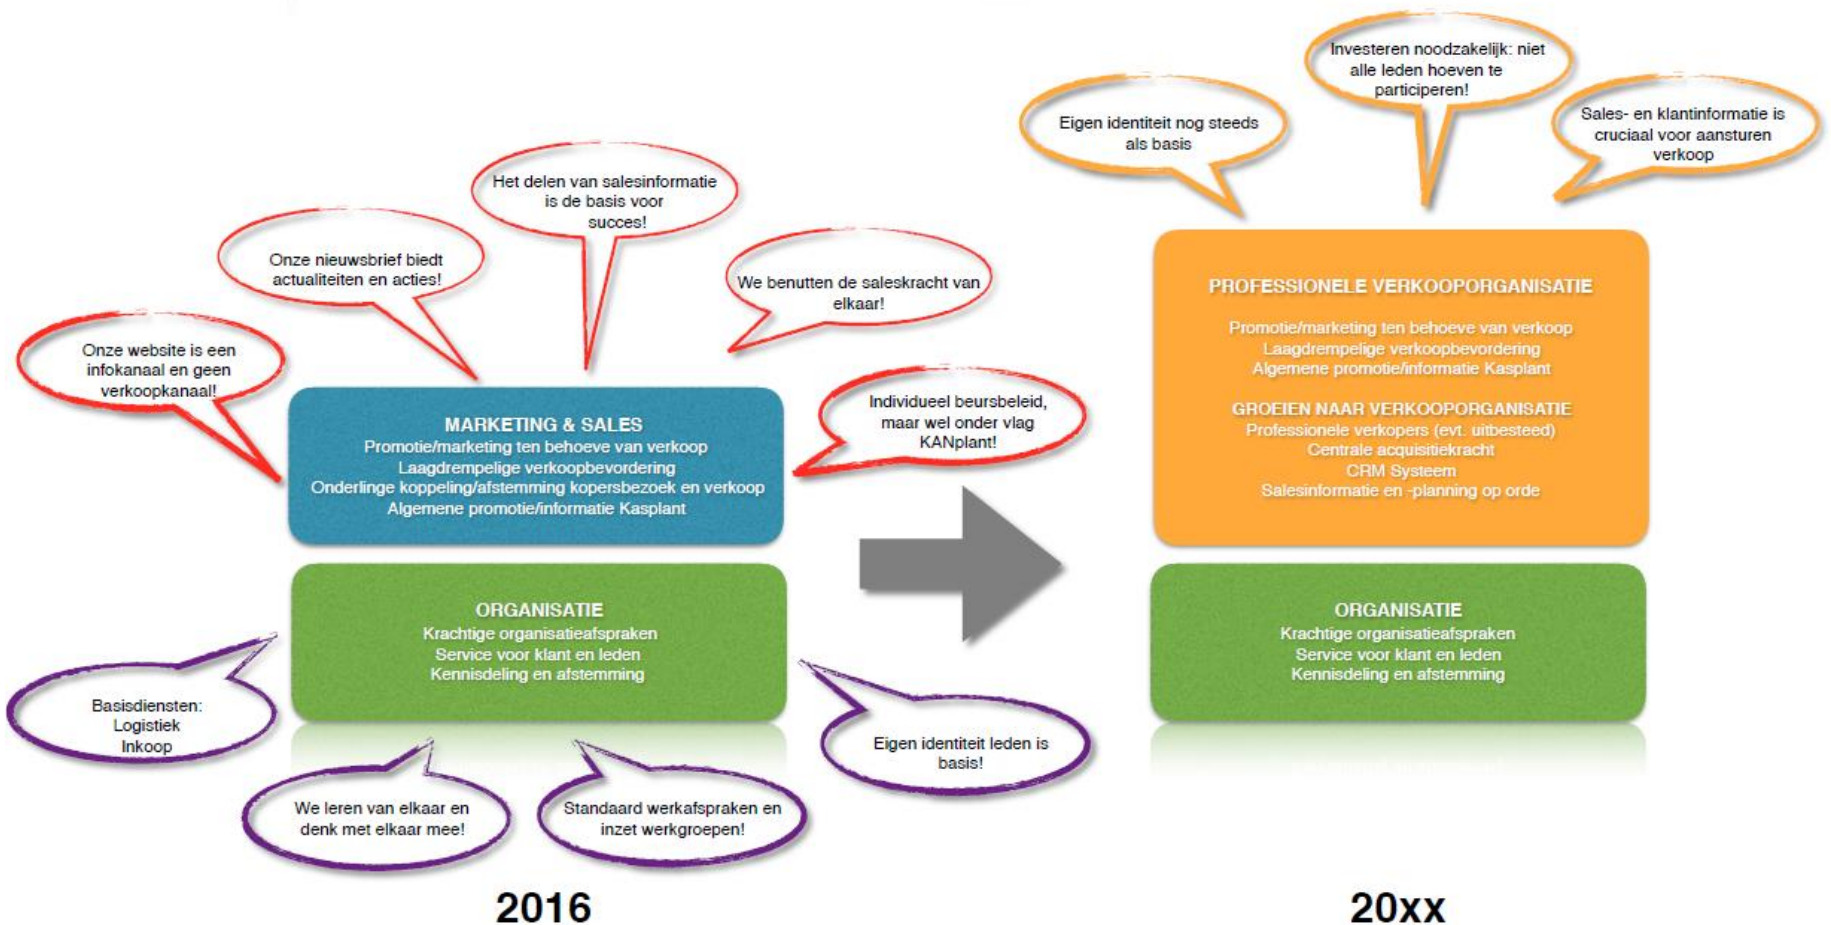 Onze website is een
infokanaal en geen
verkoopkanaal!
Onze nieuwsbrief biedt
actualiteiten en acties!
Het delen van salesinformatie
is de basis voor
succes!
We benutten de saleskracht van
elkaar!
Individueel beursbeleid,
maar wel onder vlag
KANplant!
MARKETING & SALES
Promotie/marketing ten behoeve van verkoop
Laagdrempelige verkoopbevordering
Onderlinge koppeling/afstemming kopersbezoek en verkoop
Algemene promotie/informatie Kasplant
ORGANISATIE
Krachtige organisatieafspraken
Service voor klant en leden
Kennisdeling en afstemming
Basisdiensten:
Logistiek
Inkoop
We leren van elkaar en
denk met elkaar mee!
Standaard werkafspraken en
inzet werkgroepen!
Eigen identiteit leden is
basis!
2016
Eigen identiteit nog steeds
als basis
Investeren noodzakelijk: niet
alle leden hoeven te
participeren!
Sales- en klantinformatie is
cruciaal voor aansturen
verkoop
PROFESSIONELE VERKOOPORGANISATIE
Promotie/marketing ten behoeve van verkoop
Laagdrempelige verkoopbevordering
Algemene promotie/informatie Kasplant
GROEIEN NAAR VERKOOPORGANISATIE
Professionele verkopers (evt. uitbesteed)
Centrale acquisitiekracht
CRM Systeem
Salesinformatie en -planning op orde
ORGANISATIE
Krachtige organisatieafspraken
Service voor klant en leden
Kennisdeling en afstemming
20xx